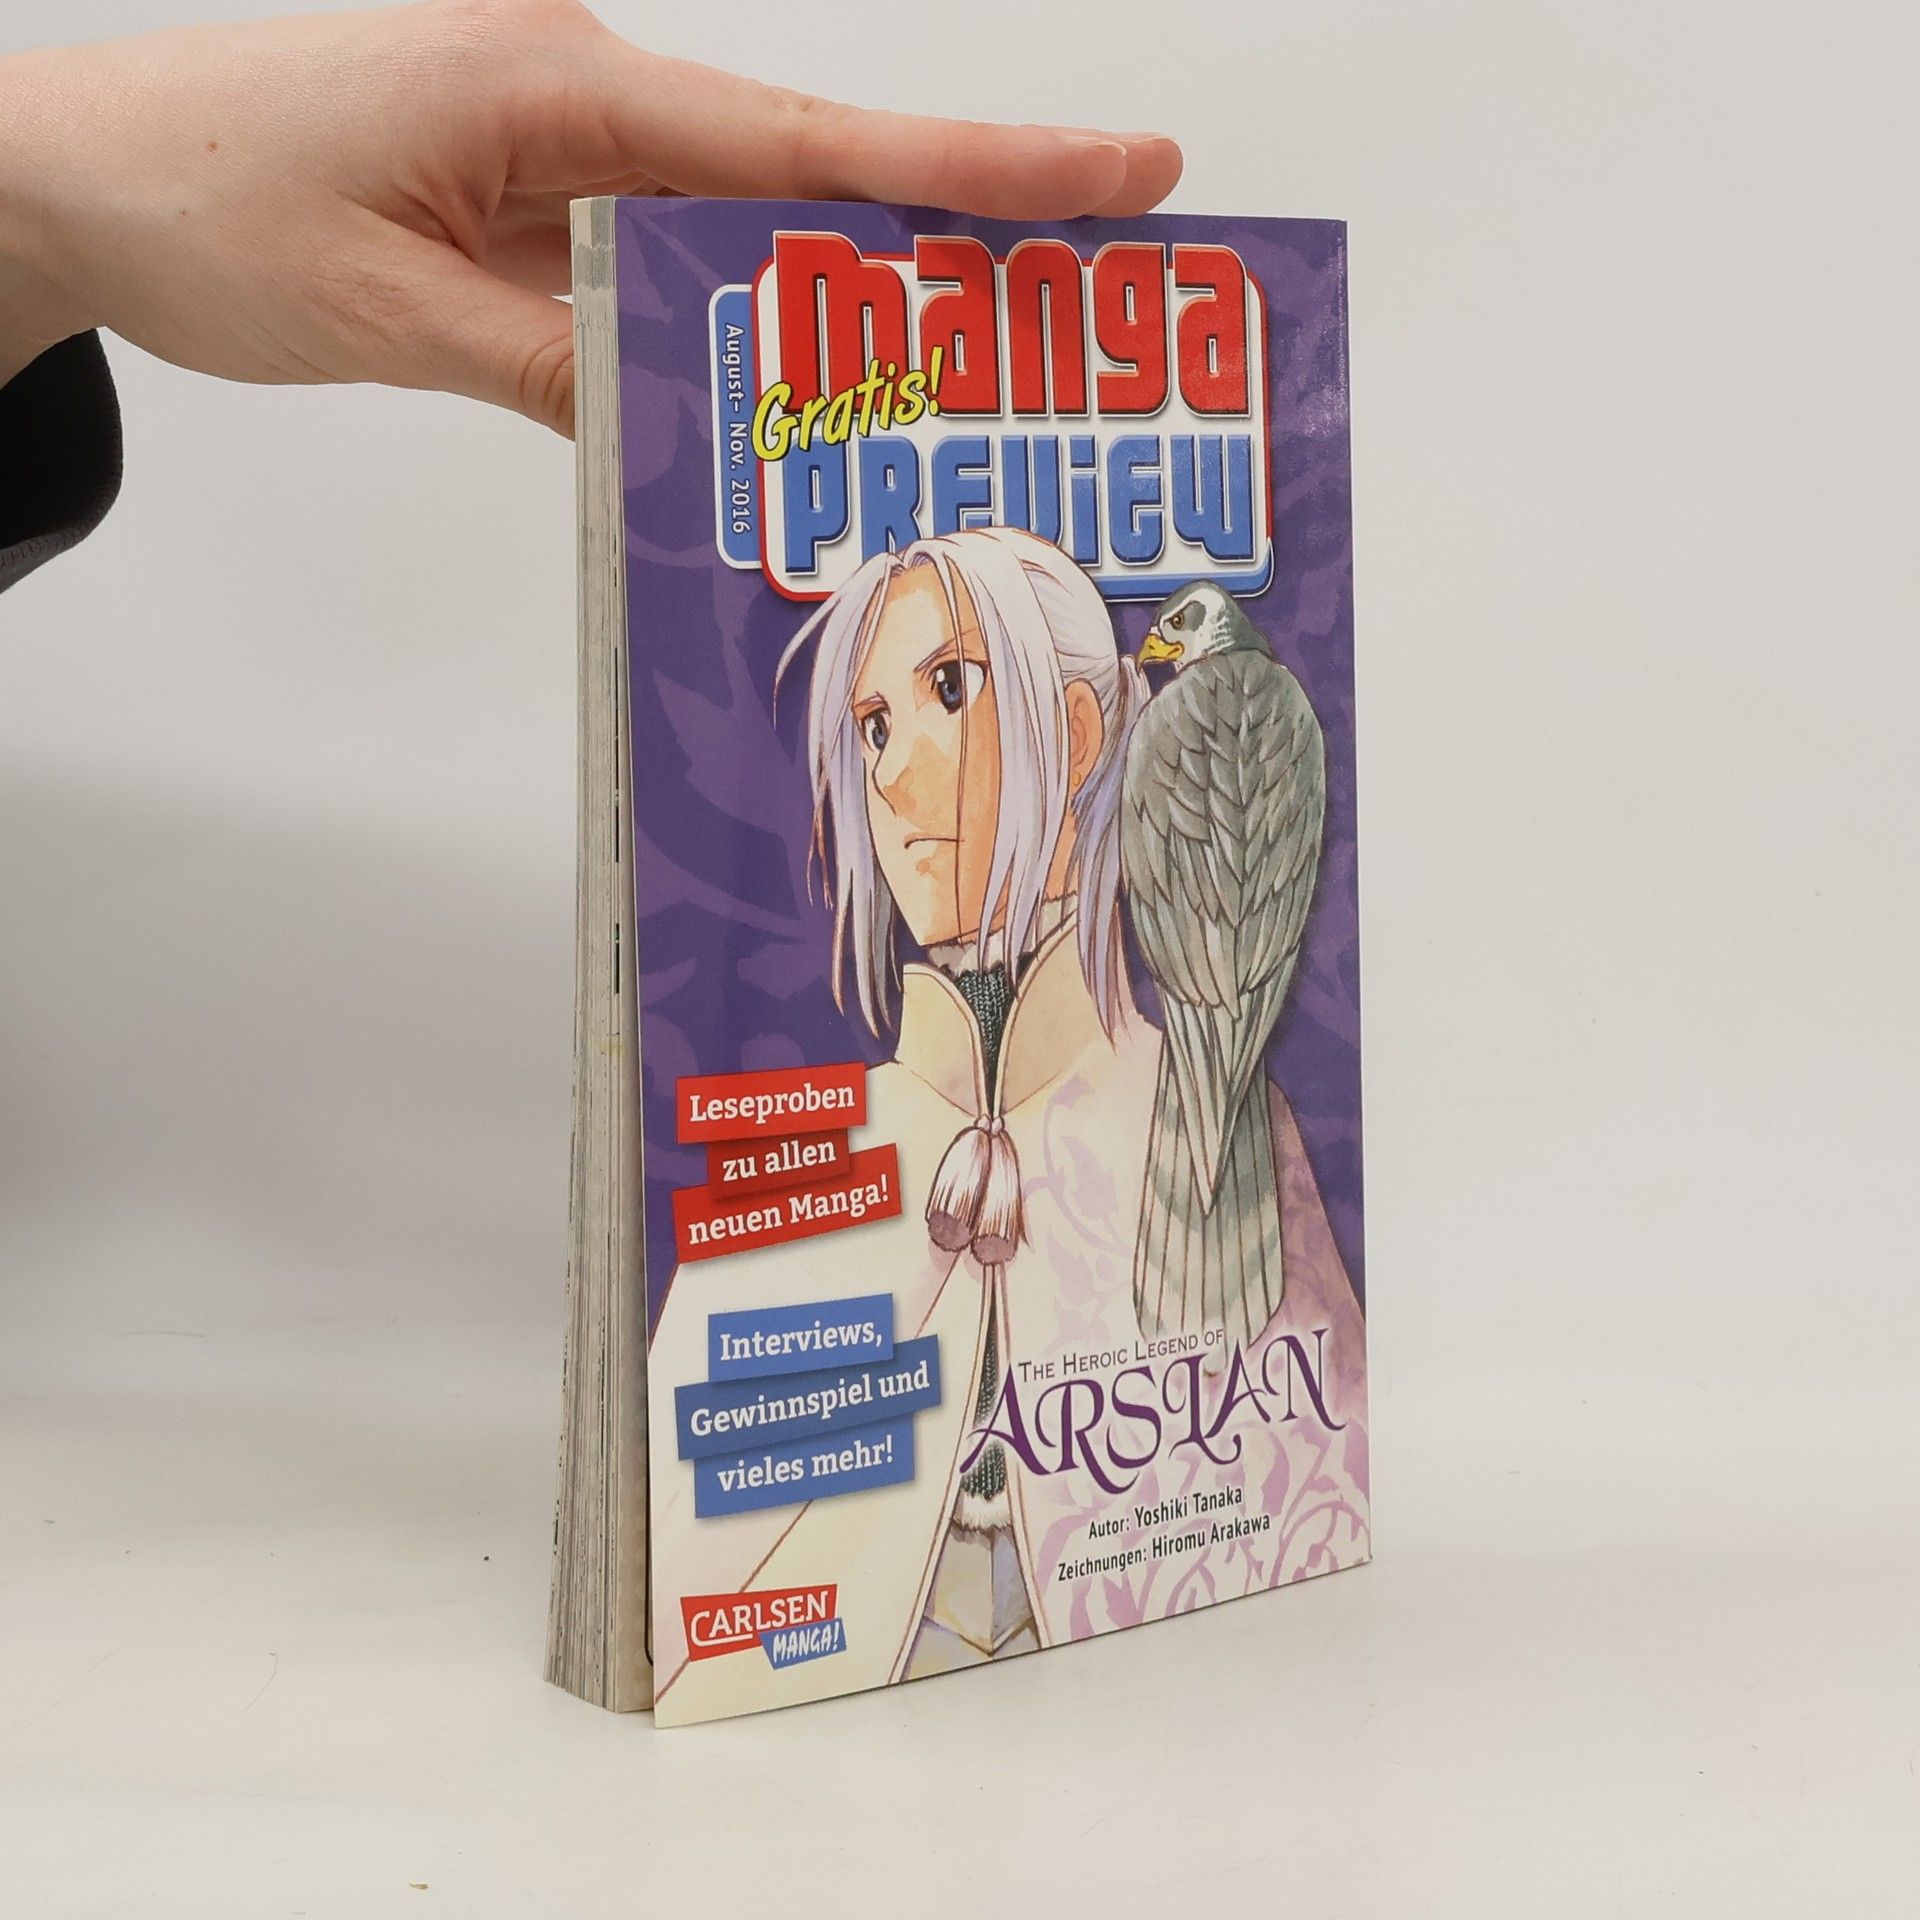 manga
Gratis!
PREVIEW
August– Nov. 2016
Leseproben
zu allen
neuen Manga!
Interviews,
Gewinnspiel und
vieles mehr!
THE HEROIC LEGEND OF
ARSLAN
Autor: Yoshiki Tanaka
Zeichnungen: Hiromu Arakawa
CARLSEN
MANGA!